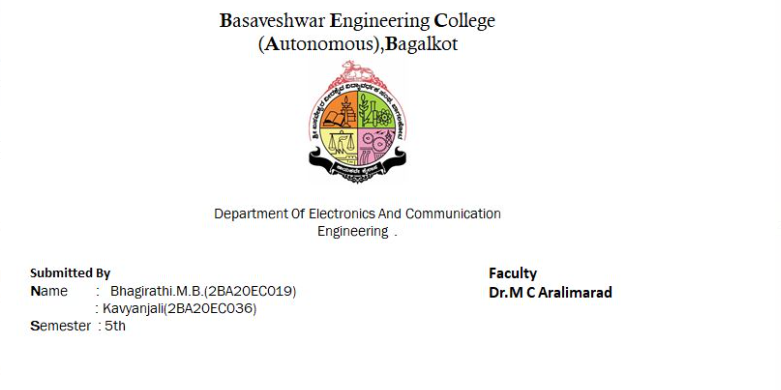 Basaveshwar Engineering College
(Autonomous),Bagalkot
Department Of Electronics And Communication
Engineering .
Submitted By
Name : Bhagirathi.M.B.(2BA20EC019)
: Kavyanjali(2BA20EC036)
Semester : 5th
Faculty
Dr.M C Aralimarad